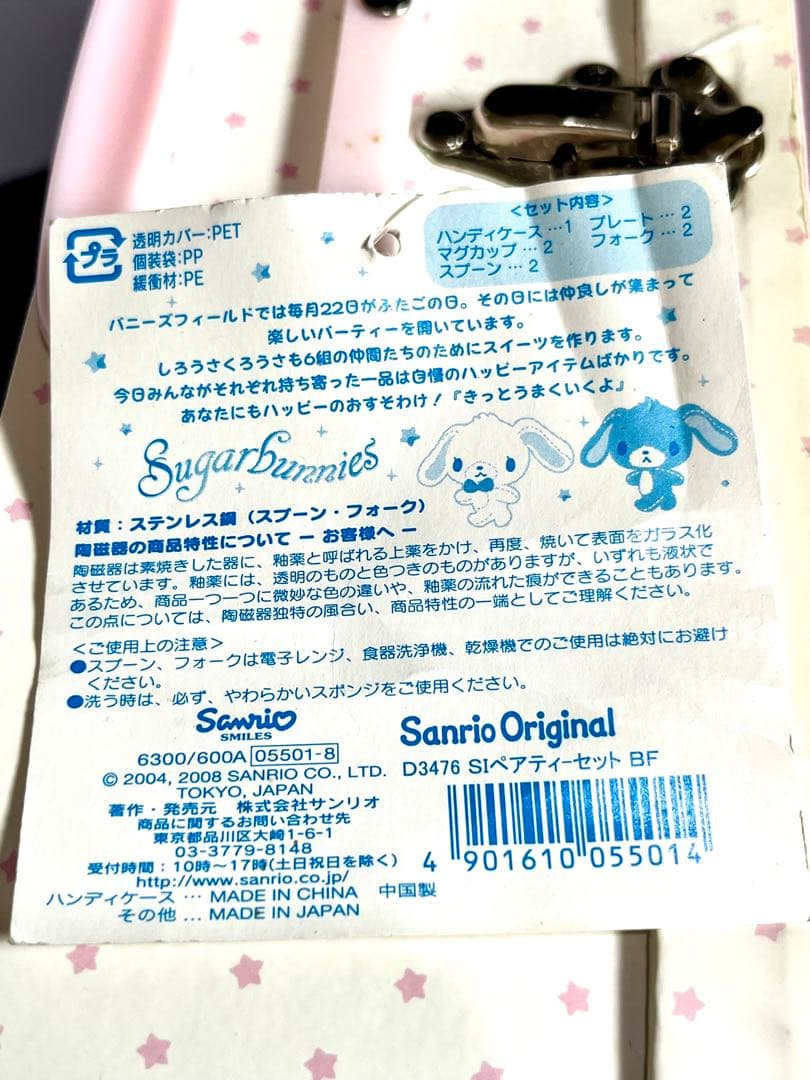 プラ
透明カバー:PET
個装袋:PP
緩衝材:PE
<セット内容>
ハンディケース…1 プレート…2
マグカップ…2 フォーク…2
スプーン…2
バニーズフィールドでは毎月22日がふたごの日。その日には仲良しが集まって
楽しいパーティーを開いています。
しろうさくろうさも6組の仲間たちのためにスイーツを作ります。
今日みんながそれぞれ持ち寄った一品は自慢のハッピーアイテムばかりです。
あなたにもハッピーのおすそわけ！『きっとうまくいくよ』
Sugarbunnies
材質：ステンレス鋼（スプーン・フォーク）
陶磁器の商品特性について ー お客様へ ー
陶磁器は素焼きした器に、釉薬と呼ばれる上薬をかけ、再度、焼いて表面をガラス化
させています。釉薬には、透明のものと色つきのものがありますが、いずれも液状で
あるため、商品一つ一つに微妙な色の違いや、釉薬の流れた痕ができることもあります。
この点については、陶磁器独特の風合い、商品特性の一端としてご理解ください。
<ご使用上の注意>
●スプーン、フォークは電子レンジ、食器洗浄機、乾燥機でのご使用は絶対にお避け
ください。
●洗う時は、必ず、やわらかいスポンジをご使用ください。
Sanrio
SMILES
6300/600A 05501-8
© 2004, 2008 SANRIO CO., LTD.
TOKYO, JAPAN
著作・発売元 株式会社サンリオ
商品に関するお問い合わせ先
東京都品川区大崎1-6-1
03-3779-8148
受付時間：10時〜17時(土日祝日を除く)
http://www.sanrio.co.jp/
ハンディケース … MADE IN CHINA 中国製
その他 … MADE IN JAPAN
Sanrio Original
D3476 SIペアティーセット BF
4 901610 055014